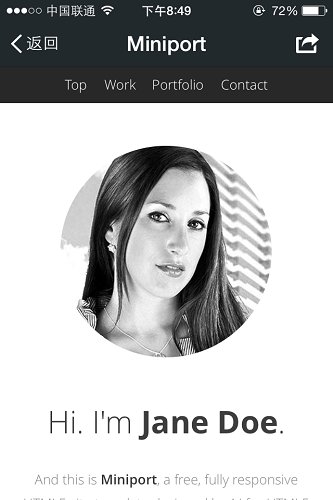 中国联通 下午8:49 72%
返回 Miniport
Top Work Portfolio Contact
Hi. I'm Jane Doe.
And this is Miniport, a free, fully responsive